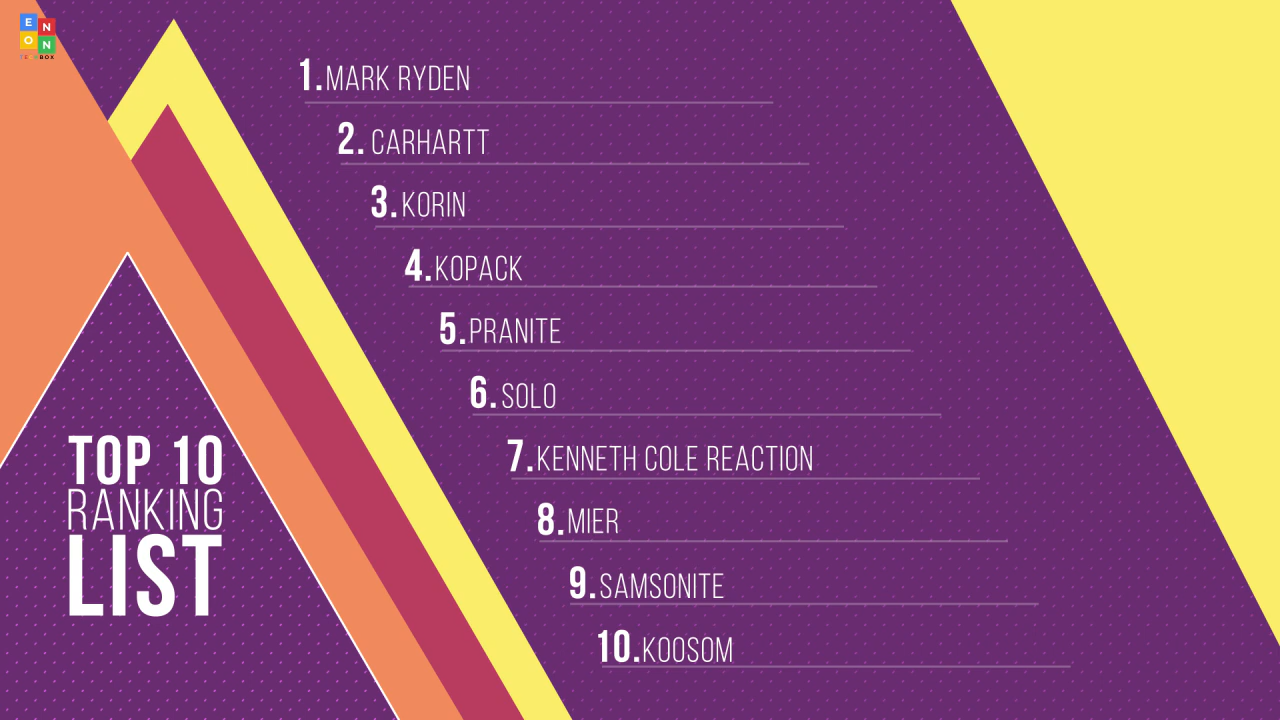 E N
O N
TECHBOX
1. MARK RYDEN
2. CARHARTT
3. KORIN
4. KOPACK
5. PRANITE
6. SOLO
7. KENNETH COLE REACTION
8. MIER
9. SAMSONITE
10. KOOSOM
TOP 10
RANKING
LIST